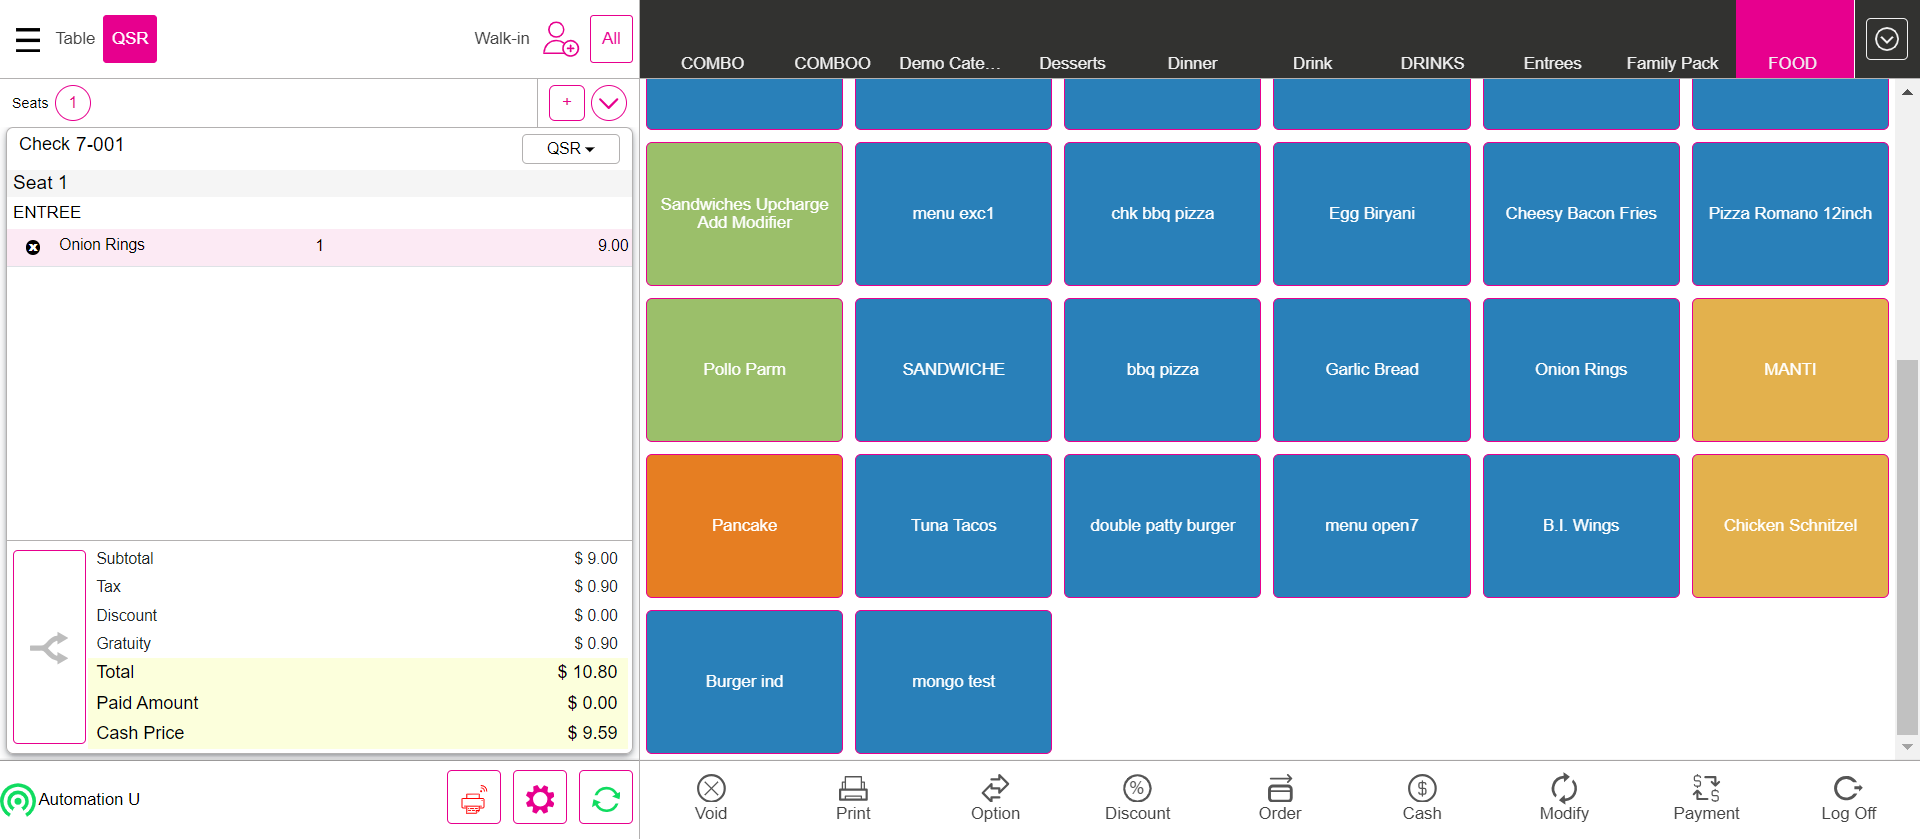 Table
QSR
Walk-in
All
COMBO
COMBOO
Demo Cate...
Desserts
Dinner
Drink
DRINKS
Entrees
Family Pack
FOOD
Seats
1
+
Check 7-001
QSR
Seat 1
ENTREE
Onion Rings 1 9.00
Subtotal $ 9.00
Tax $ 0.90
Discount $ 0.00
Gratuity $ 0.90
Total $ 10.80
Paid Amount $ 0.00
Cash Price $ 9.59
Automation U
Sandwiches Upcharge
Add Modifier
menu exc1
chk bbq pizza
Egg Biryani
Cheesy Bacon Fries
Pizza Romano 12inch
Pollo Parm
SANDWICHE
bbq pizza
Garlic Bread
Onion Rings
MANTI
Pancake
Tuna Tacos
double patty burger
menu open7
B.I. Wings
Chicken Schnitzel
Burger ind
mongo test
Void
Print
Option
Discount
Order
Cash
Modify
Payment
Log Off